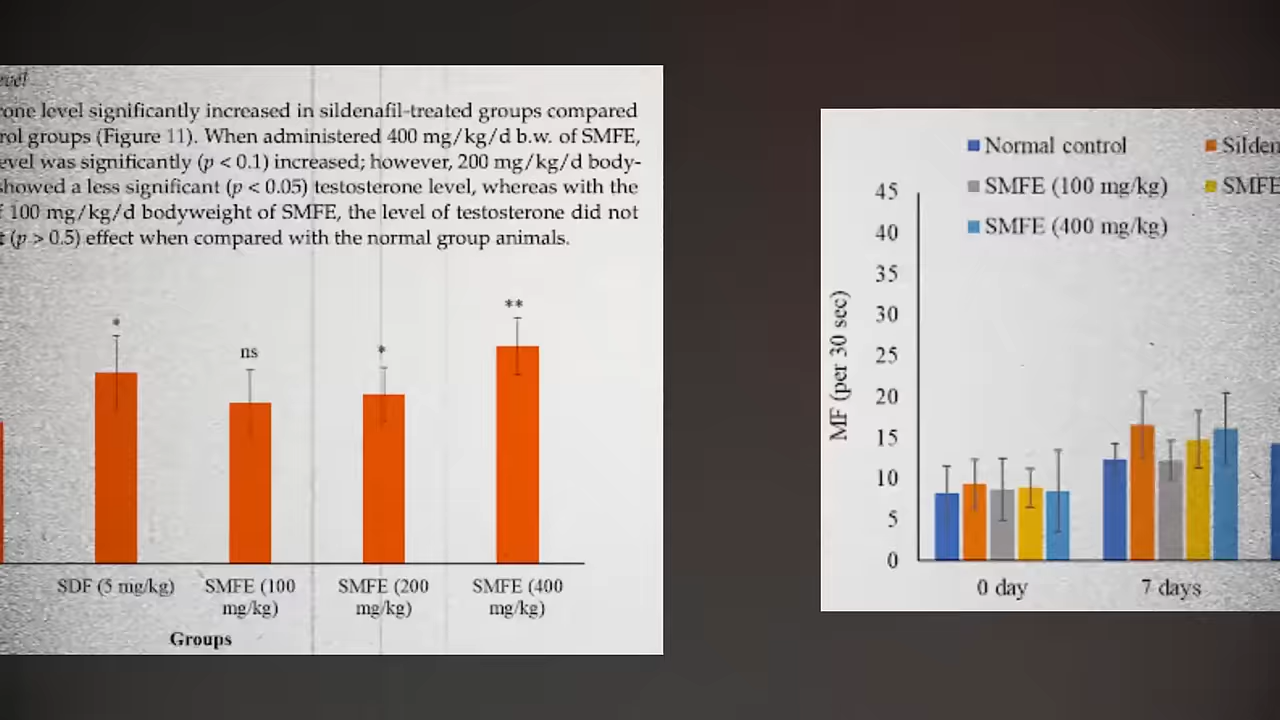 rone level significantly increased in sildenafil-treated groups compared
rol groups (Figure 11). When administered 400 mg/kg/d b.w. of SMFE,
evel was significantly (p < 0.1) increased; however, 200 mg/kg/d body-
showed a less significant (p < 0.05) testosterone level, whereas with the
f 100 mg/kg/d bodyweight of SMFE, the level of testosterone did not
t (p > 0.5) effect when compared with the normal group animals.
*
ns
*
**
SDF (5 mg/kg)
SMFE (100
mg/kg)
SMFE (200
mg/kg)
SMFE (400
mg/kg)
Groups
Normal control
Silden
SMFE (100 mg/kg)
SMFE
SMFE (400 mg/kg)
MF (per 30 sec)
45
40
35
30
25
20
15
10
5
0
0 day
7 days